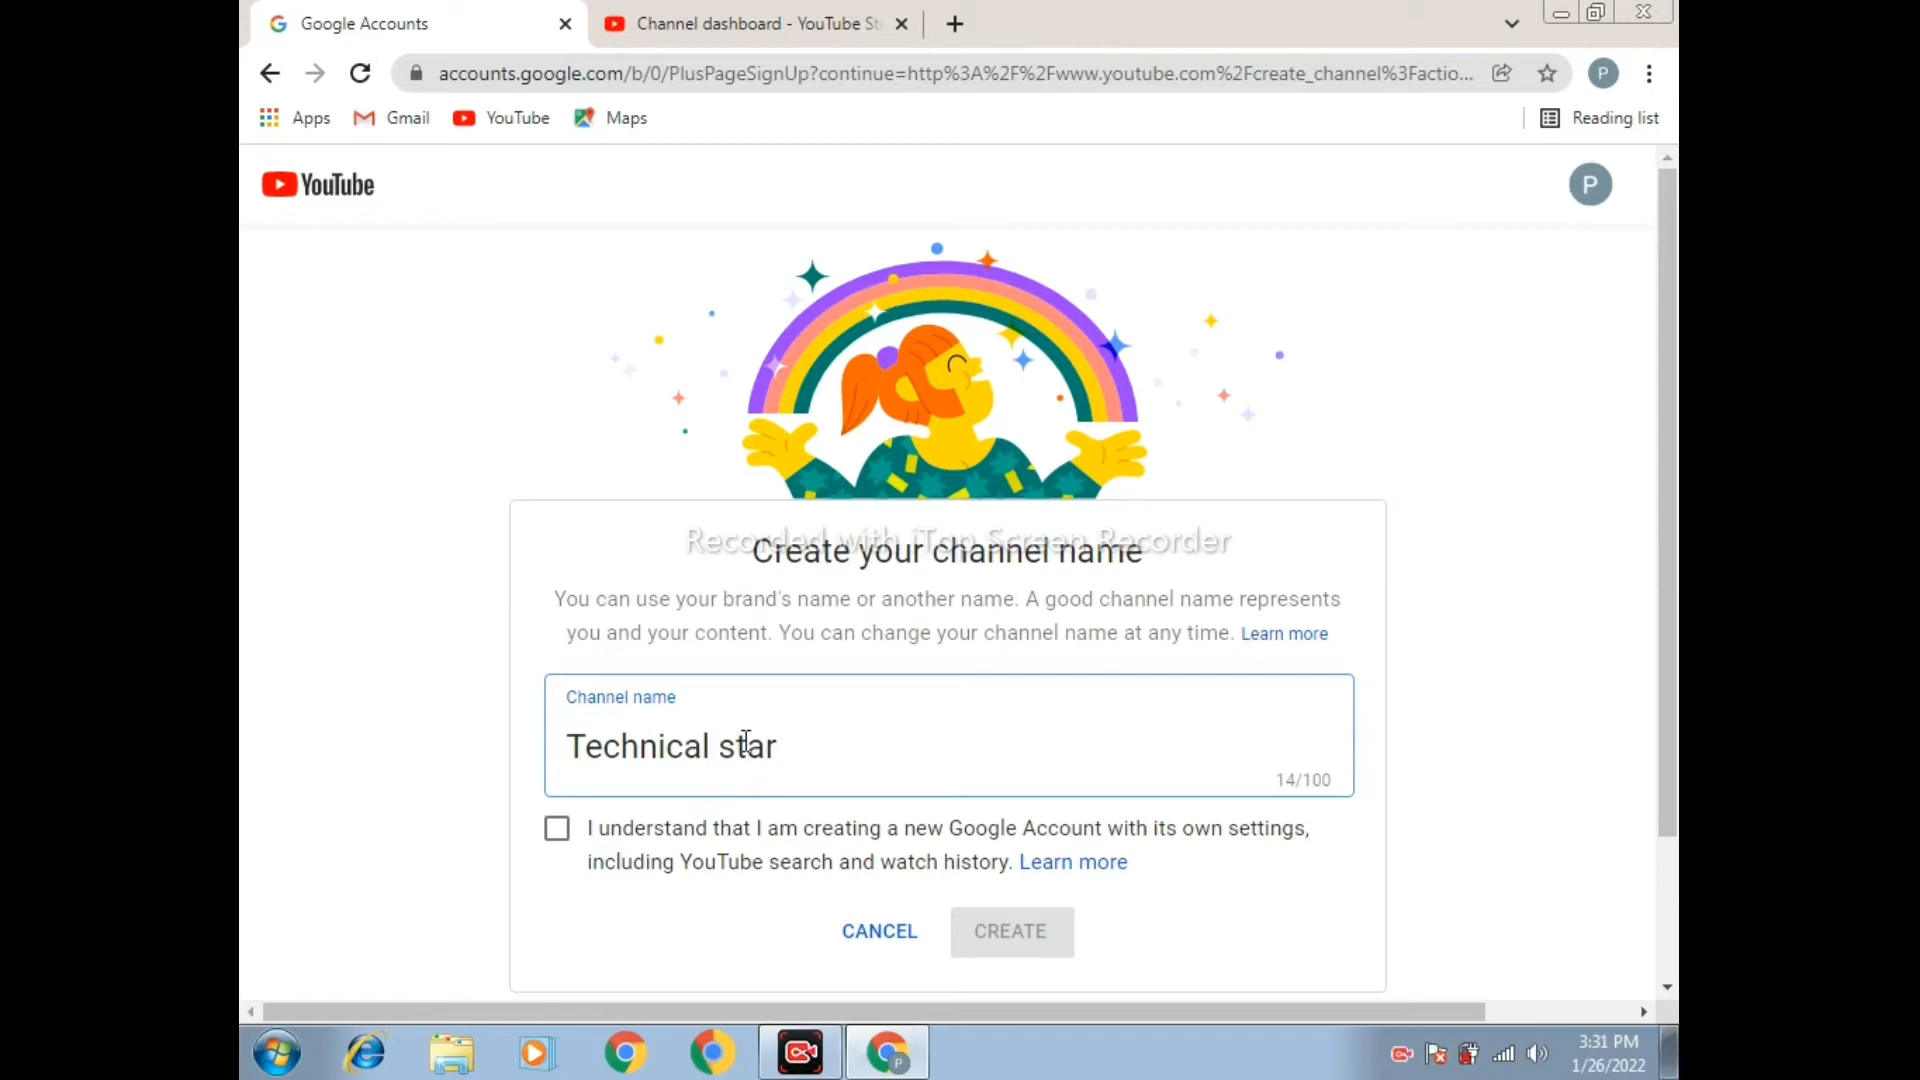 Google Accounts
Channel dashboard - YouTube St
accounts.google.com/b/0/PlusPageSignUp?continue=http%3A%2F%2Fwww.youtube.com%2Fcreate_channel%3Factio...
P
Apps
Gmail
YouTube
Maps
Reading list
YouTube
P
Recorded with iTop Screen Recorder
Create your channel name
You can use your brand's name or another name. A good channel name represents
you and your content. You can change your channel name at any time. Learn more
Channel name
Technical star
14/100
I understand that I am creating a new Google Account with its own settings,
including YouTube search and watch history. Learn more
CANCEL
CREATE
P
3:31 PM
1/26/2022